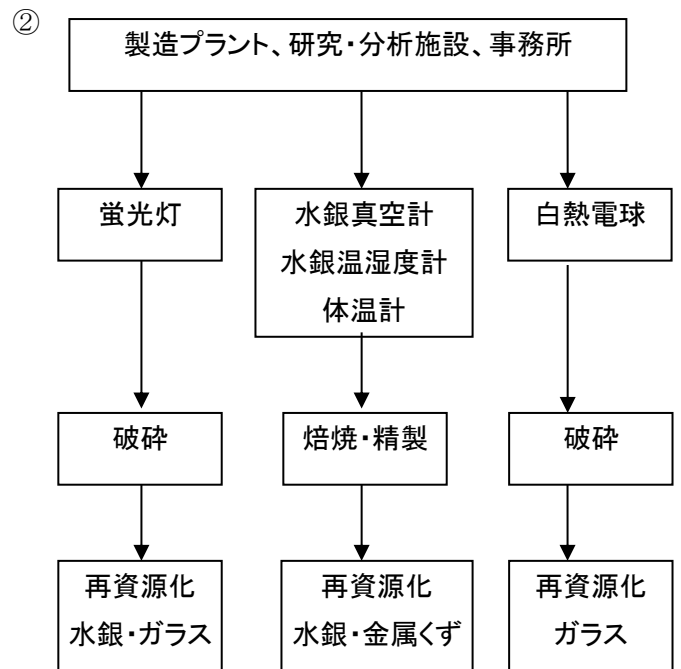 ②
製造プラント、研究・分析施設、事務所
蛍光灯
水銀真空計
水銀温湿度計
体温計
白熱電球
破砕
焙焼・精製
破砕
再資源化
水銀・ガラス
再資源化
水銀・金属くず
再資源化
ガラス